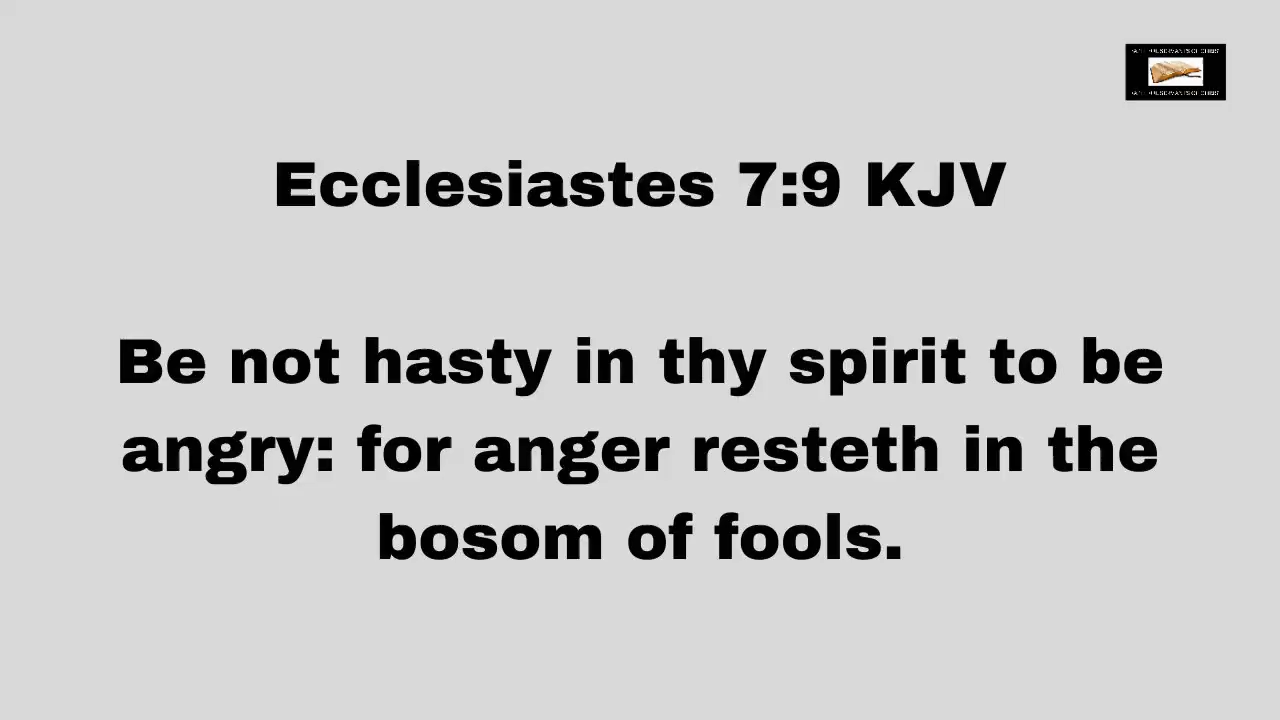 Ecclesiastes 7:9 KJV
Be not hasty in thy spirit to be
angry: for anger resteth in the
bosom of fools.